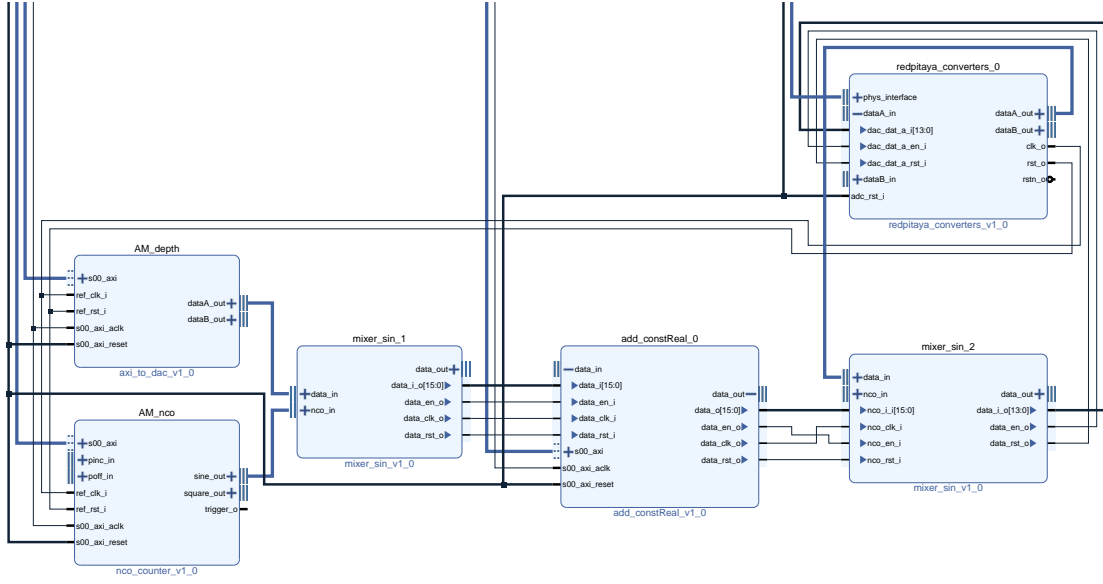 redpitaya_converters_0
phys_interface
dataA_in
dac_dat_a_i[13:0]
dac_dat_a_en_i
dac_dat_a_rst_i
dataB_in
adc_rst_i
dataA_out
dataB_out
clk_o
rst_o
rstn_o
redpitaya_converters_v1_0
AM_depth
s00_axi
ref_clk_i
ref_rst_i
s00_axi_aclk
s00_axi_reset
dataA_out
dataB_out
axi_to_dac_v1_0
mixer_sin_1
data_in
nco_in
data_out
data_i_o[15:0]
data_en_o
data_clk_o
data_rst_o
mixer_sin_v1_0
add_constReal_0
data_in
data_i[15:0]
data_en_i
data_clk_i
data_rst_i
s00_axi
s00_axi_aclk
s00_axi_reset
data_out
data_o[15:0]
data_en_o
data_clk_o
data_rst_o
add_constReal_v1_0
mixer_sin_2
data_in
nco_in
nco_i_i[15:0]
nco_clk_i
nco_en_i
nco_rst_i
data_out
data_i_o[13:0]
data_en_o
data_rst_o
mixer_sin_v1_0
AM_nco
s00_axi
pinc_in
poff_in
ref_clk_i
ref_rst_i
s00_axi_aclk
s00_axi_reset
sine_out
square_out
trigger_o
nco_counter_v1_0